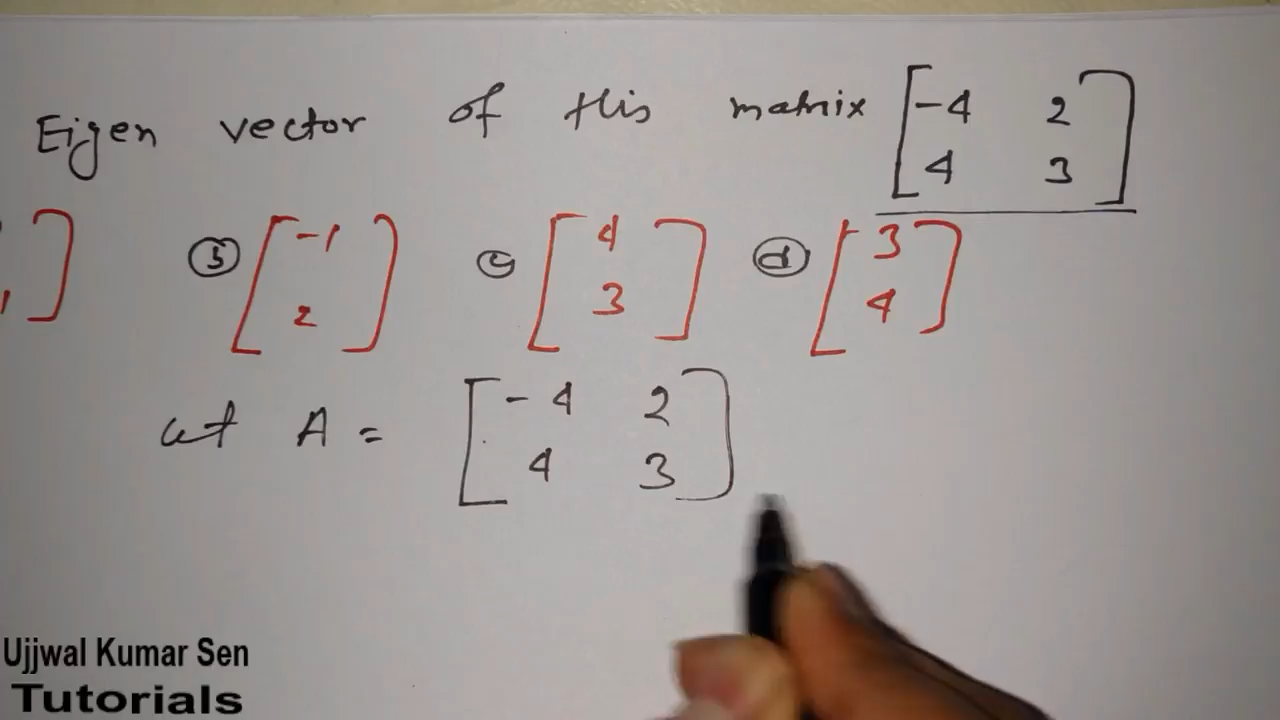 Eigen vector of this matrix [-4 2
4 3]
1] (b) [-1 2] (c) [4 3] (d) [3 4]
Let A = [-4 2
4 3]
Ujjwal Kumar Sen
Tutorials